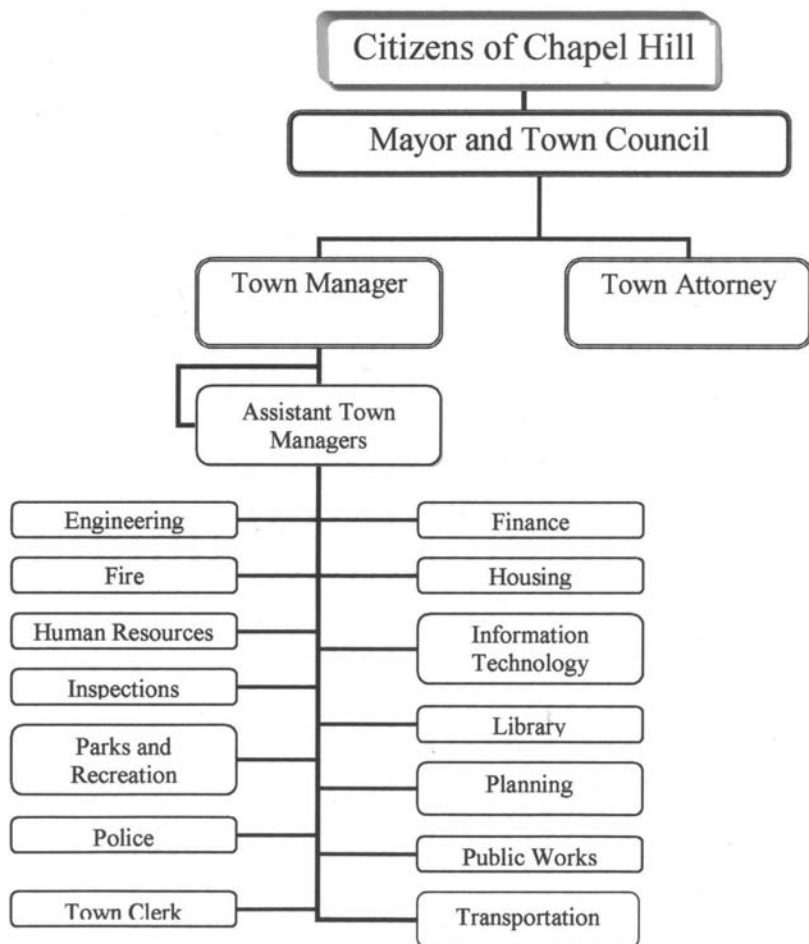 Citizens of Chapel Hill
Mayor and Town Council
Town Manager
Town Attorney
Assistant Town
Managers
Engineering
Finance
Fire
Housing
Human Resources
Information
Technology
Inspections
Library
Parks and
Recreation
Planning
Police
Public Works
Town Clerk
Transportation